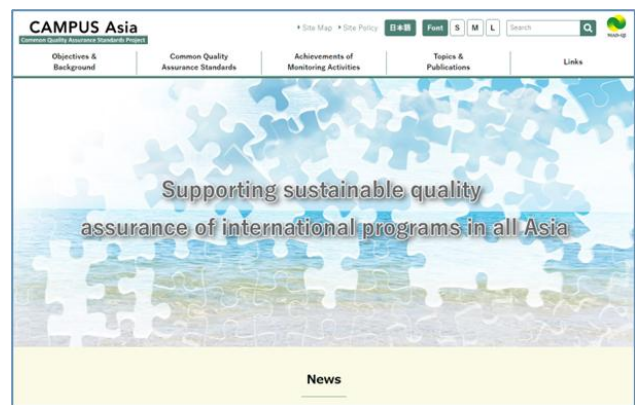 CAMPUS Asia
Common Quality Assurance Standards Project
Site Map Site Policy 日本語 Font S M L Search
Objectives &
Background
Common Quality
Assurance Standards
Achievements of
Monitoring Activities
Topics &
Publications
Links
Supporting sustainable quality
assurance of international programs in all Asia
News